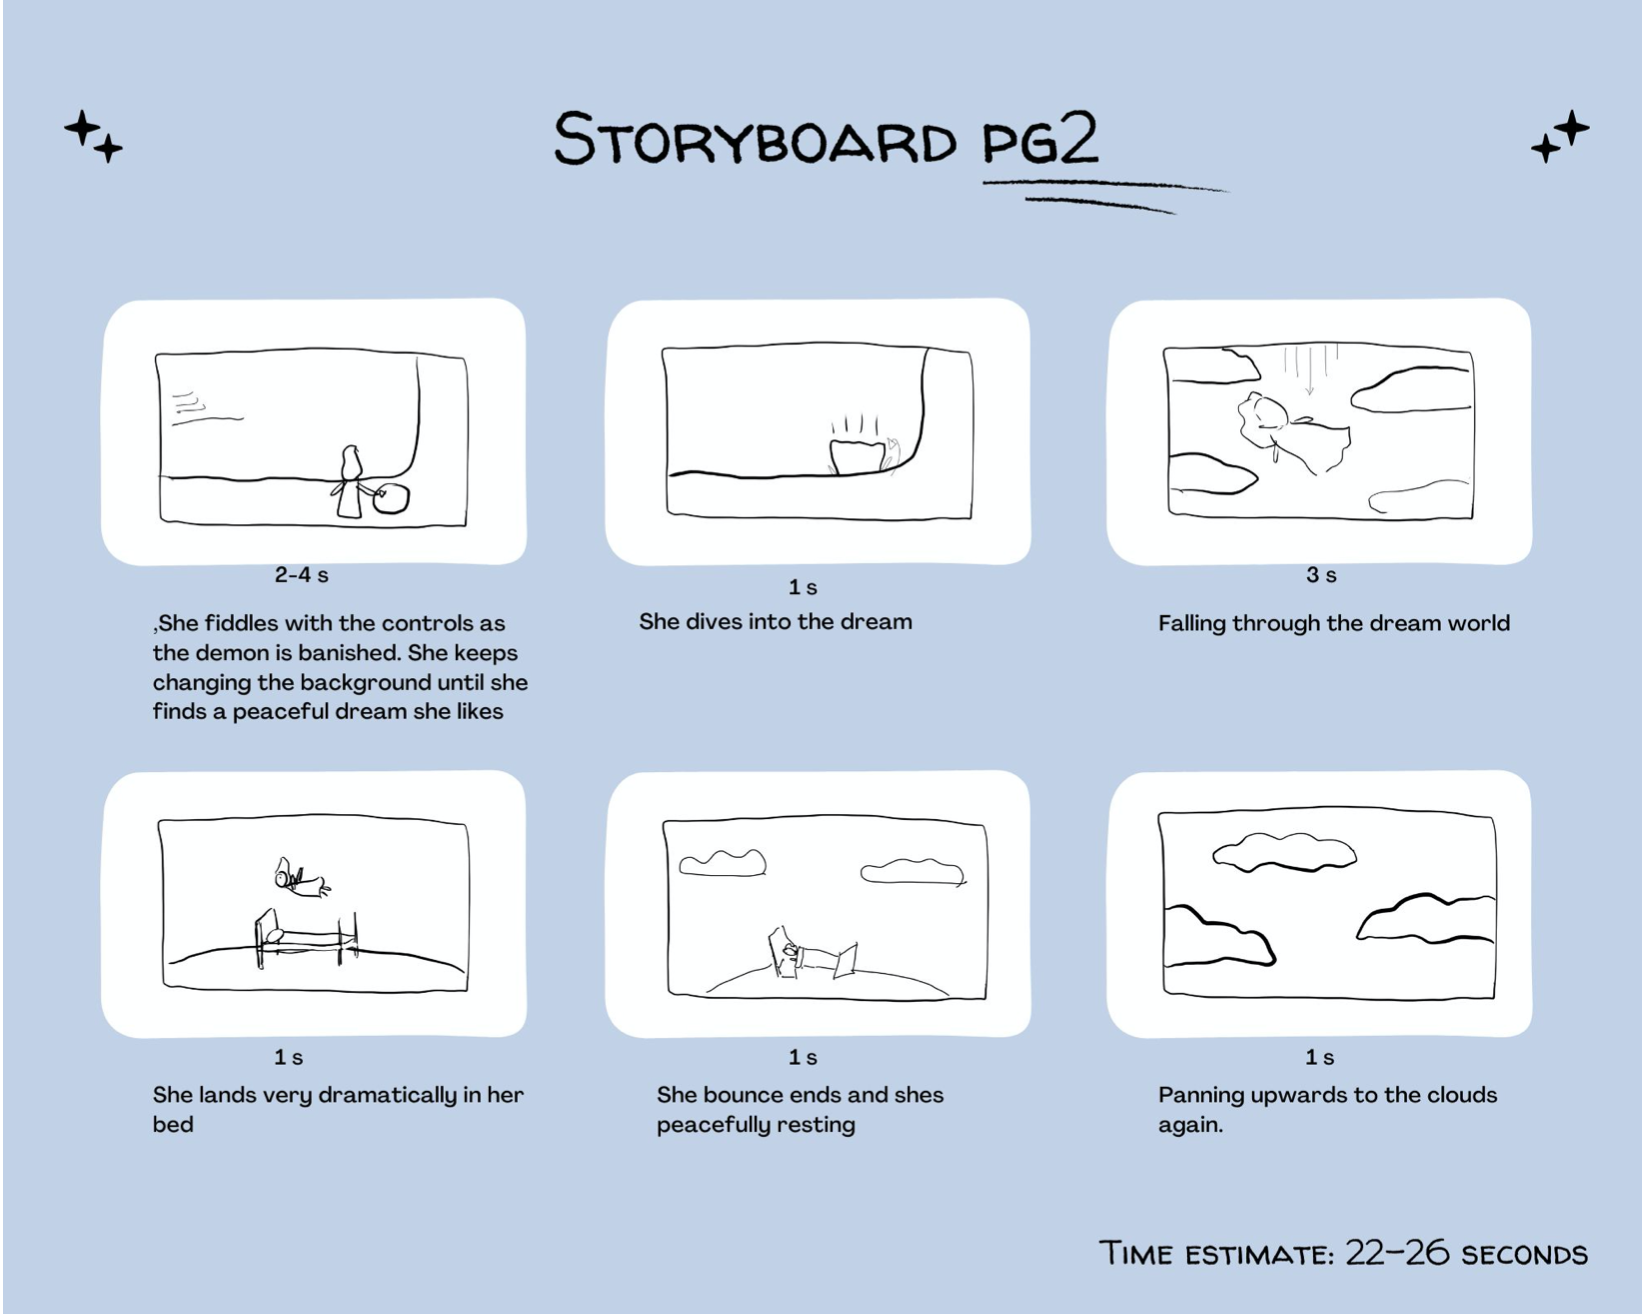 STORYBOARD PG2
2-4 s
,She fiddles with the controls as
the demon is banished. She keeps
changing the background until she
finds a peaceful dream she likes
1 s
She dives into the dream
3 s
Falling through the dream world
1 s
She lands very dramatically in her
bed
1 s
She bounce ends and shes
peacefully resting
1 s
Panning upwards to the clouds
again.
TIME ESTIMATE: 22-26 SECONDS